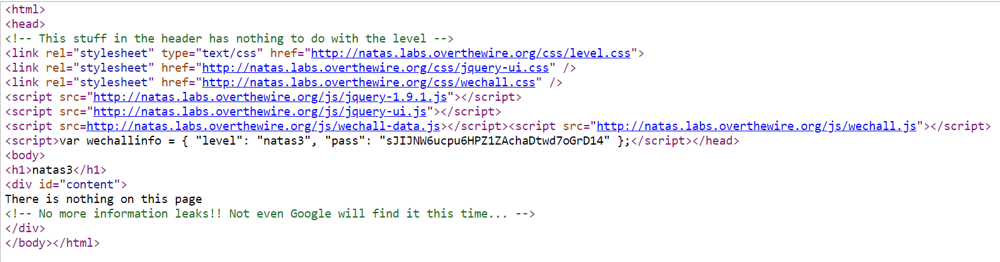 <html>
<head>
<!-- This stuff in the header has nothing to do with the level -->
<link rel="stylesheet" type="text/css" href="http://natas.labs.overthewire.org/css/level.css">
<link rel="stylesheet" href="http://natas.labs.overthewire.org/css/jquery-ui.css" />
<link rel="stylesheet" href="http://natas.labs.overthewire.org/css/wechall.css" />
<script src="http://natas.labs.overthewire.org/js/jquery-1.9.1.js"></script>
<script src="http://natas.labs.overthewire.org/js/jquery-ui.js"></script>
<script src=http://natas.labs.overthewire.org/js/wechall-data.js></script><script src="http://natas.labs.overthewire.org/js/wechall.js"></script>
<script>var wechallinfo = { "level": "natas3", "pass": "sJIJNW6ucpu6HPZ1ZAchaDtwd7oGrD14" };</script></head>
<body>
<h1>natas3</h1>
<div id="content">
There is nothing on this page
<!-- No more information leaks!! Not even Google will find it this time... -->
</div>
</body></html>